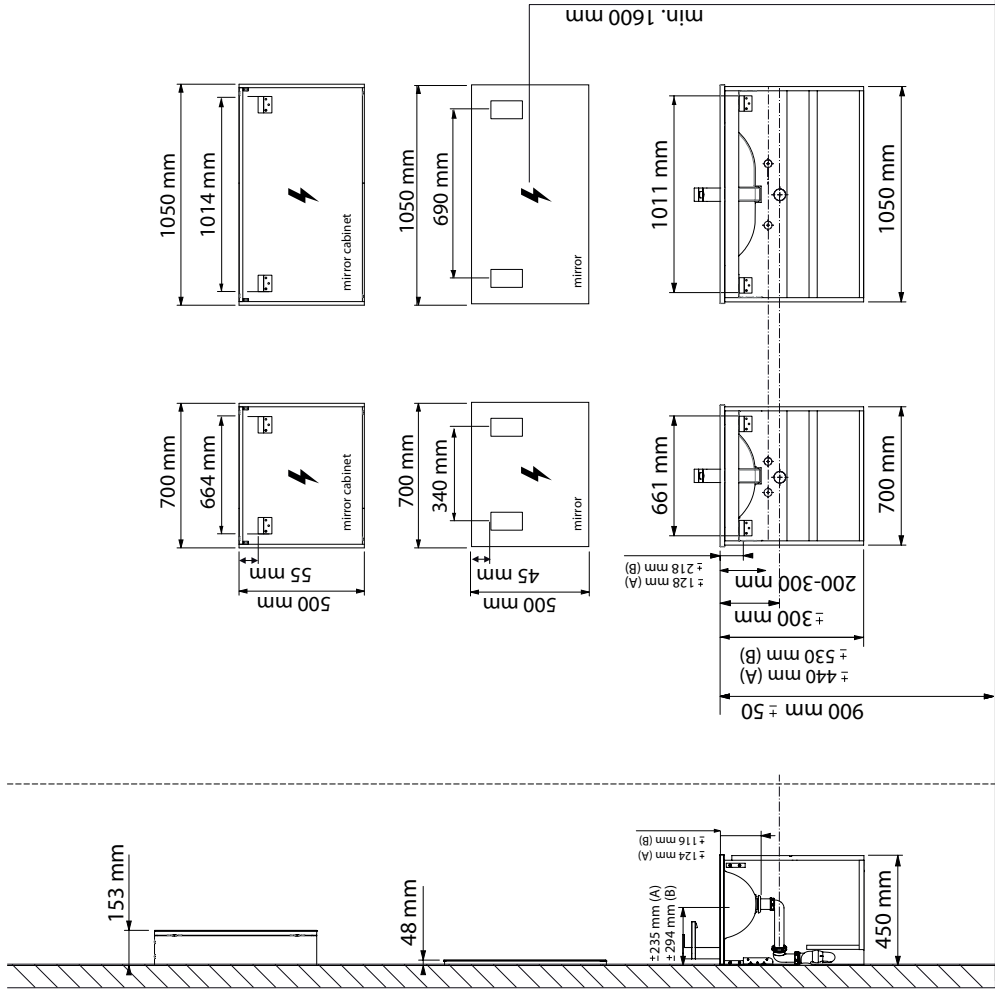 min. 1600 mm
1050 mm
1014 mm
mirror cabinet
1050 mm
690 mm
mirror
1011 mm
1050 mm
700 mm
664 mm
mirror cabinet
55 mm
500 mm
700 mm
340 mm
mirror
45 mm
500 mm
661 mm
700 mm
± 128 mm (A)
± 218 mm (B)
200-300 mm
±300 mm
± 440 mm (A)
± 530 mm (B)
900 mm ± 50
153 mm
48 mm
±235 mm (A)
±294 mm (B)
±124 mm (A)
±116 mm (B)
450 mm